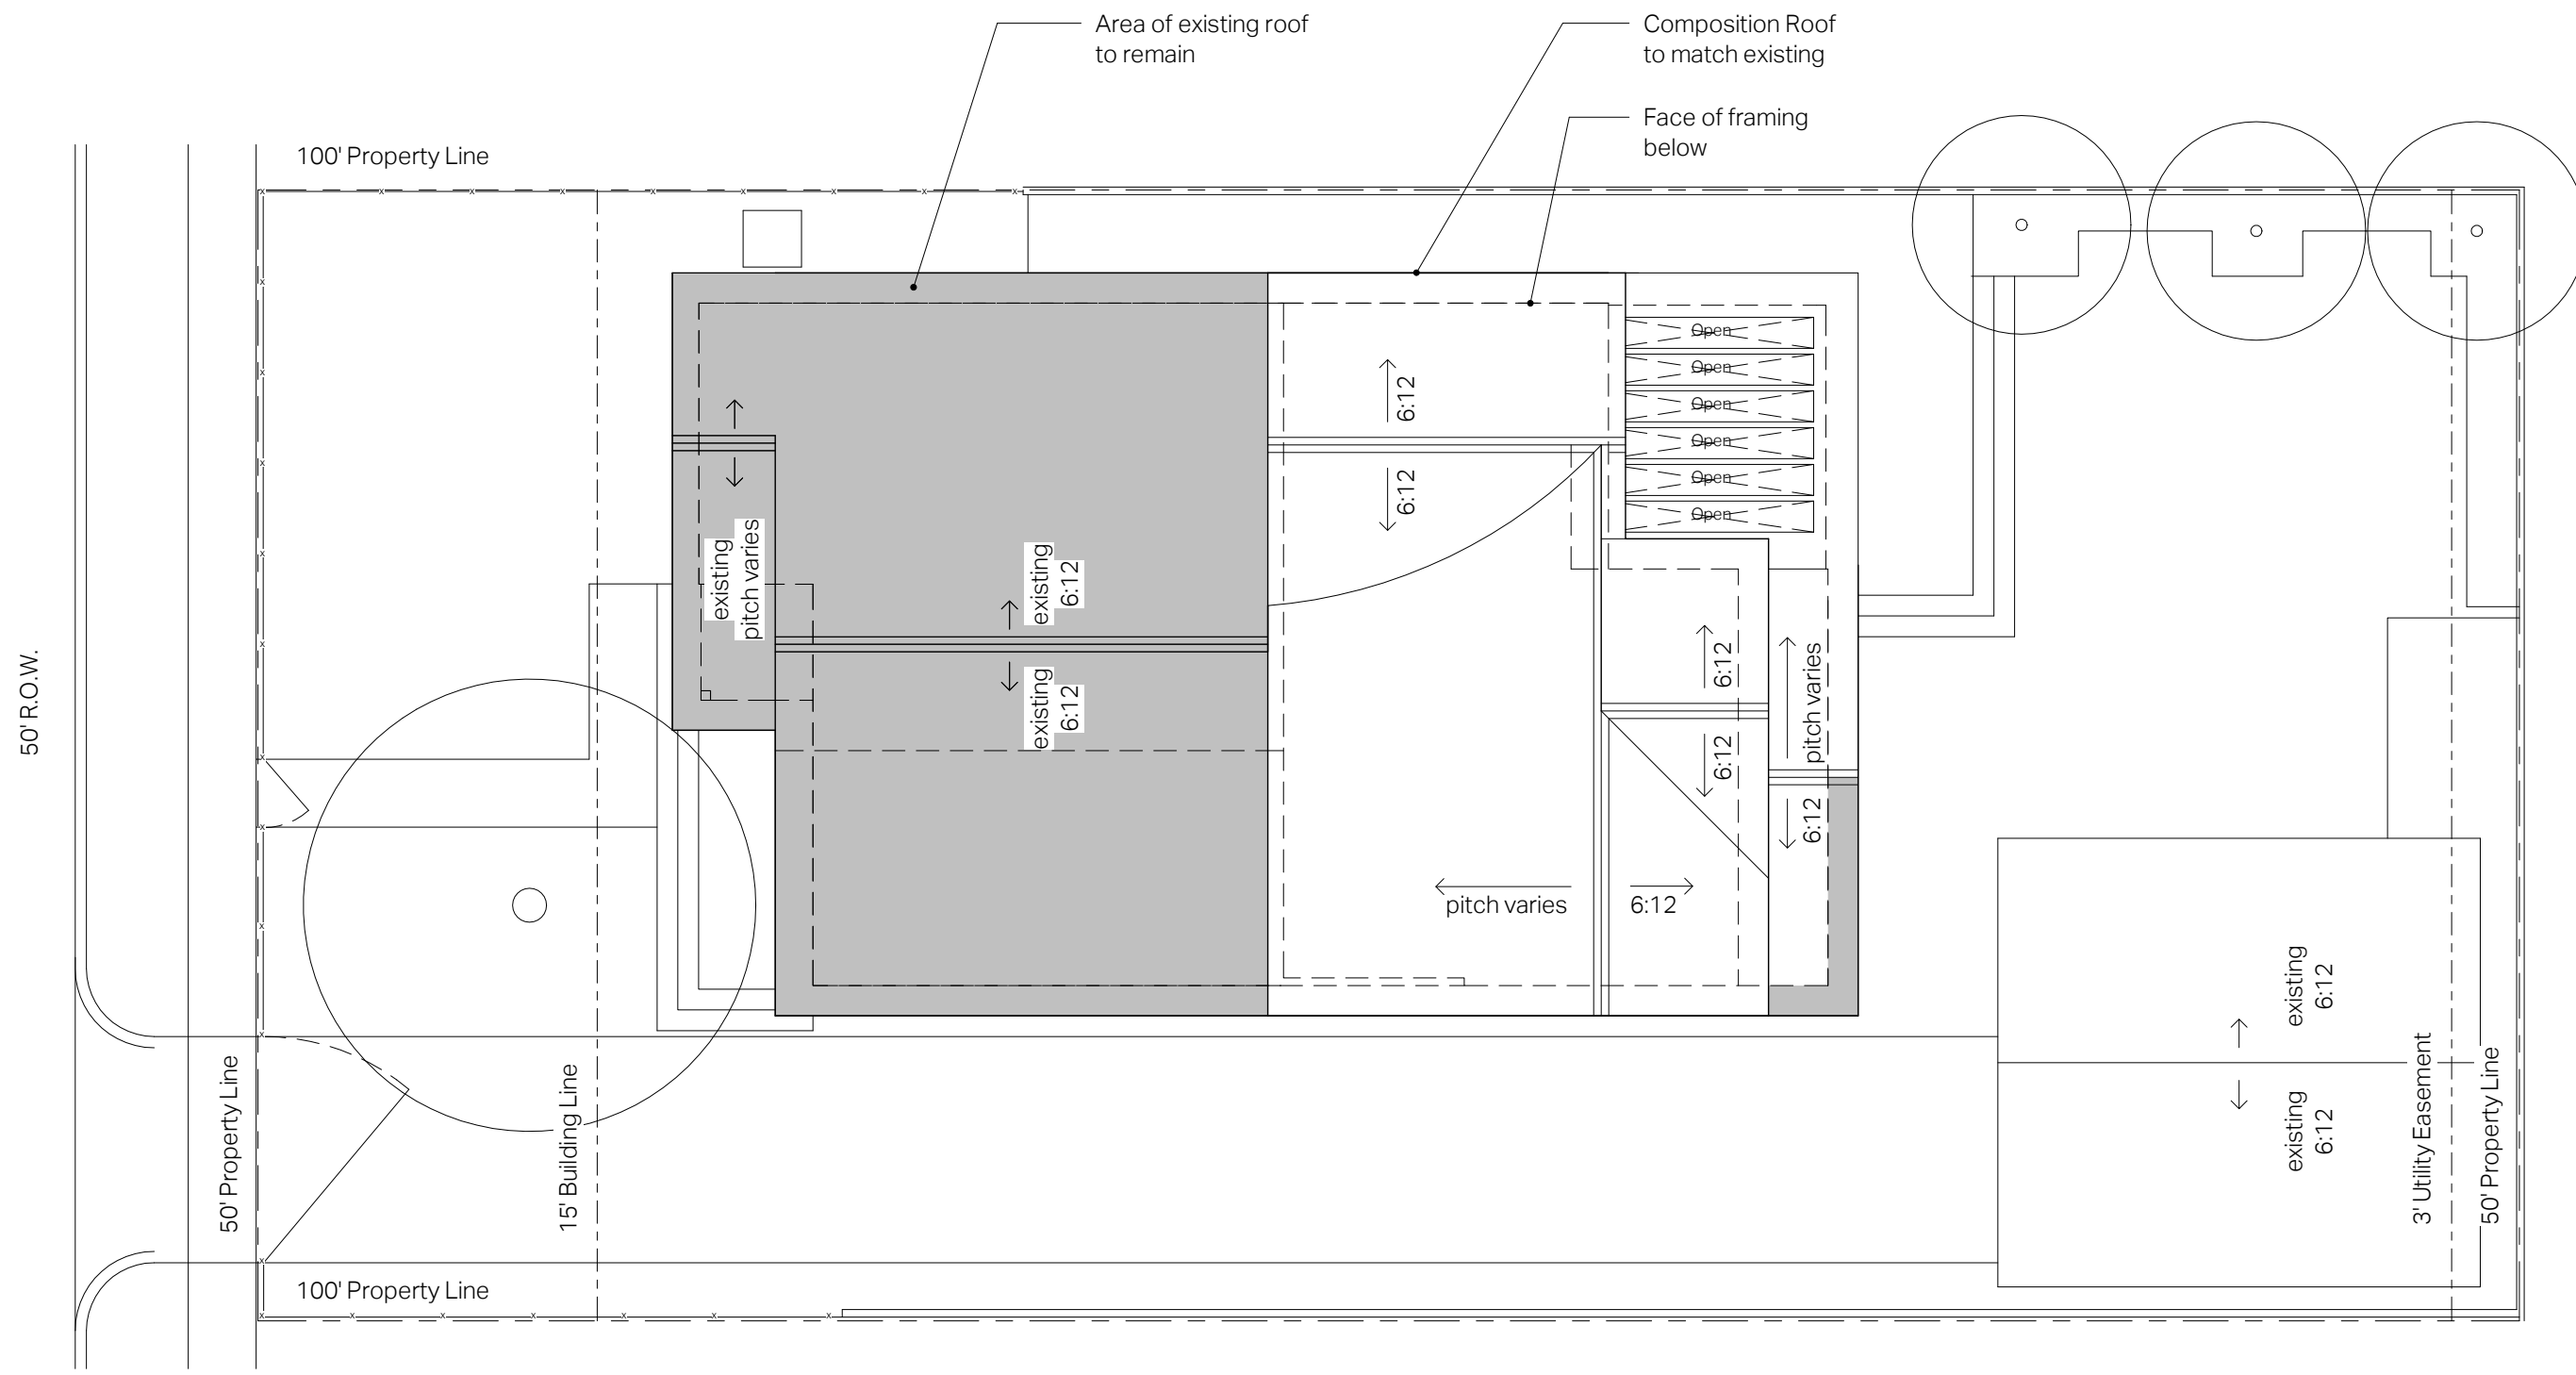 Area of existing roof
to remain
Composition Roof
to match existing
Face of framing
below
100' Property Line
Open
Open
Open
Open
Open
Open
6:12
6:12
existing
pitch varies
existing
6:12
existing
6:12
6:12
6:12
pitch varies
6:12
pitch varies
6:12
50' R.O.W.
50' Property Line
15' Building Line
existing
6:12
existing
6:12
3' Utility Easement
50' Property Line
100' Property Line